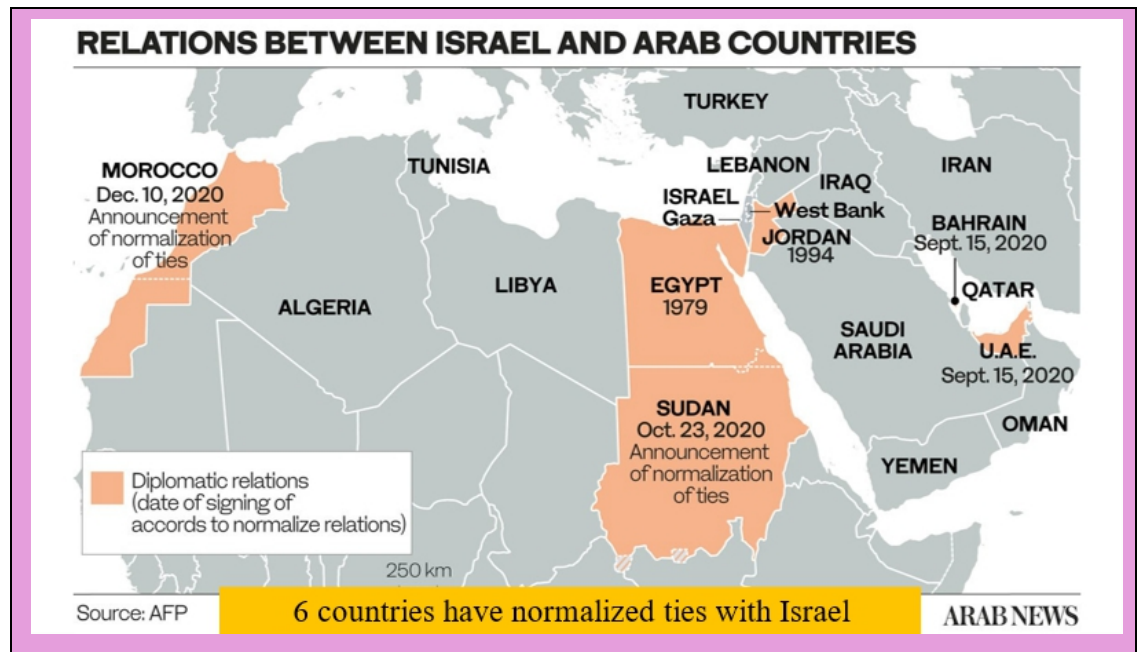 RELATIONS BETWEEN ISRAEL AND ARAB COUNTRIES
TURKEY
MOROCCO
Dec. 10, 2020
Announcement
of normalization
of ties
TUNISIA
LEBANON
IRAN
IRAQ
ISRAEL
Gaza
West Bank
JORDAN
1994
BAHRAIN
Sept. 15, 2020
ALGERIA
LIBYA
EGYPT
1979
QATAR
SAUDI
ARABIA
U.A.E.
Sept. 15, 2020
SUDAN
Oct. 23, 2020
Announcement
of normalization
of ties
OMAN
YEMEN
Diplomatic relations
(date of signing of
accords to normalize relations)
250 km
Source: AFP
6 countries have normalized ties with Israel
ARAB NEWS